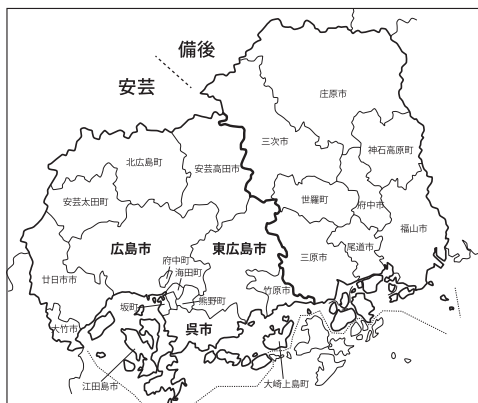 備後
安芸
庄原市
三次市
神石高原町
北広島町
安芸高田市
安芸太田町
世羅町
府中市
福山市
広島市
東広島市
府中町
海田町
三原市
尾道市
廿日市市
竹原市
坂町
熊野町
大竹市
呉市
江田島市
大崎上島町